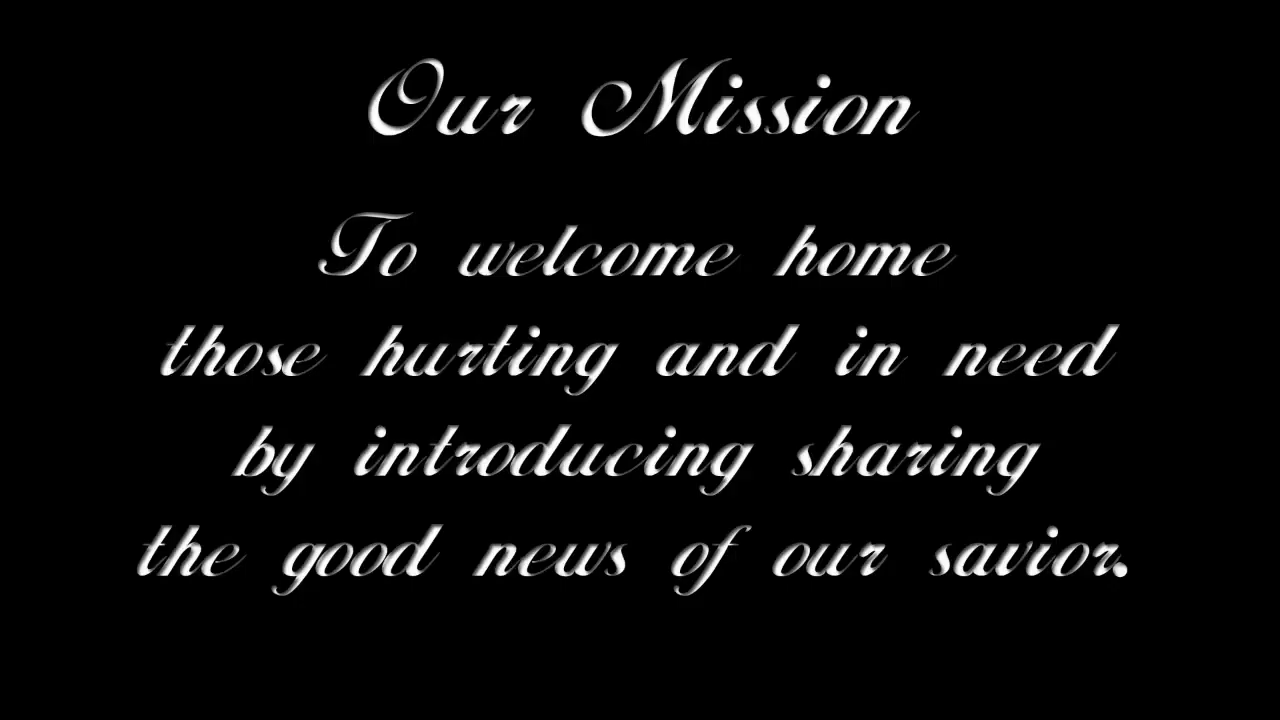 Our Mission
To welcome home
those hurting and in need
by introducing sharing
the good news of our savior.